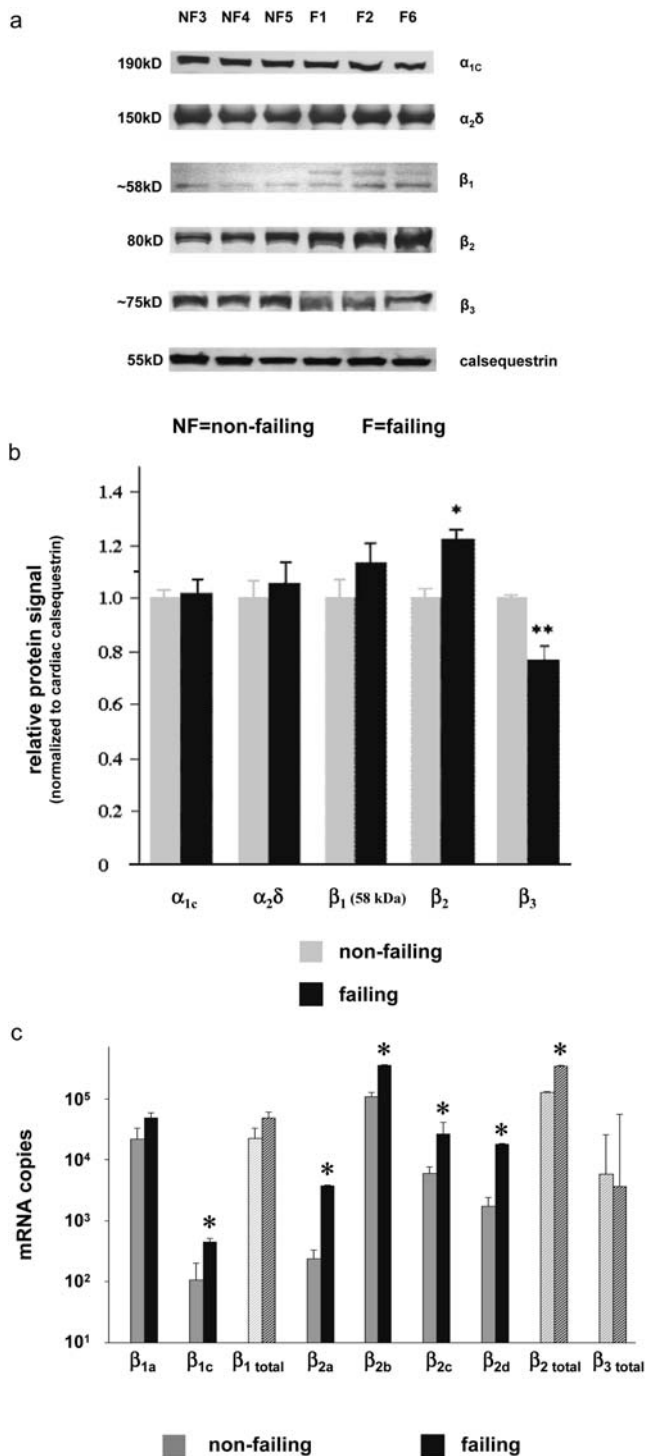 a
NF3 NF4 NF5 F1 F2 F6
190kD α1C
150kD α2δ
~58kD β1
80kD β2
~75kD β3
55kD calsequestrin
NF=non-failing F=failing
b
relative protein signal
(normalized to cardiac calsequestrin)
1.4
1.2
1.0
0.8
0.6
0.4
0.2
0
*
**
α1c α2δ β1 (58 kDa) β2 β3
non-failing
failing
c
mRNA copies
10^5
10^4
10^3
10^2
10^1
* * * * * *
β1a β1c β1 total β2a β2b β2c β2d β2 total β3 total
non-failing failing